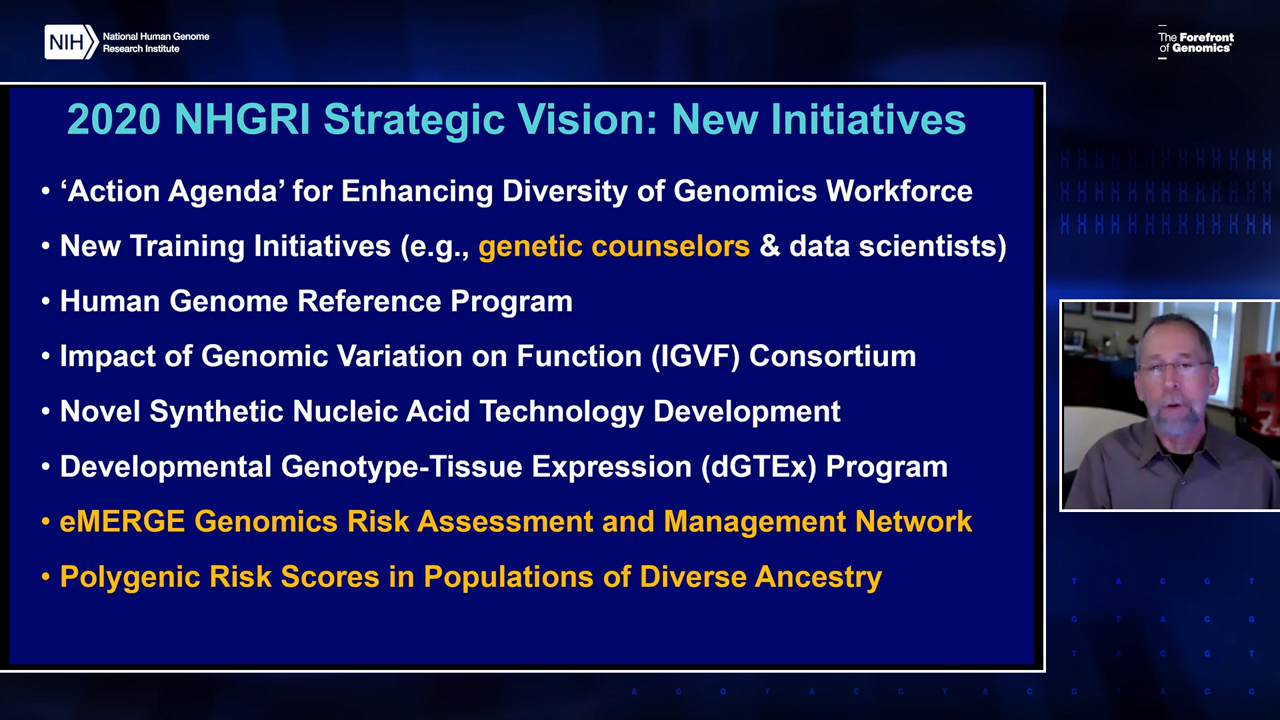 NIH
National Human Genome
Research Institute
The Forefront
of Genomics®
2020 NHGRI Strategic Vision: New Initiatives
• ‘Action Agenda’ for Enhancing Diversity of Genomics Workforce
• New Training Initiatives (e.g., genetic counselors & data scientists)
• Human Genome Reference Program
• Impact of Genomic Variation on Function (IGVF) Consortium
• Novel Synthetic Nucleic Acid Technology Development
• Developmental Genotype-Tissue Expression (dGTEx) Program
• eMERGE Genomics Risk Assessment and Management Network
• Polygenic Risk Scores in Populations of Diverse Ancestry
T A C G T
G T A C G
T A C G T
A C G T A C G T A C G T A C G